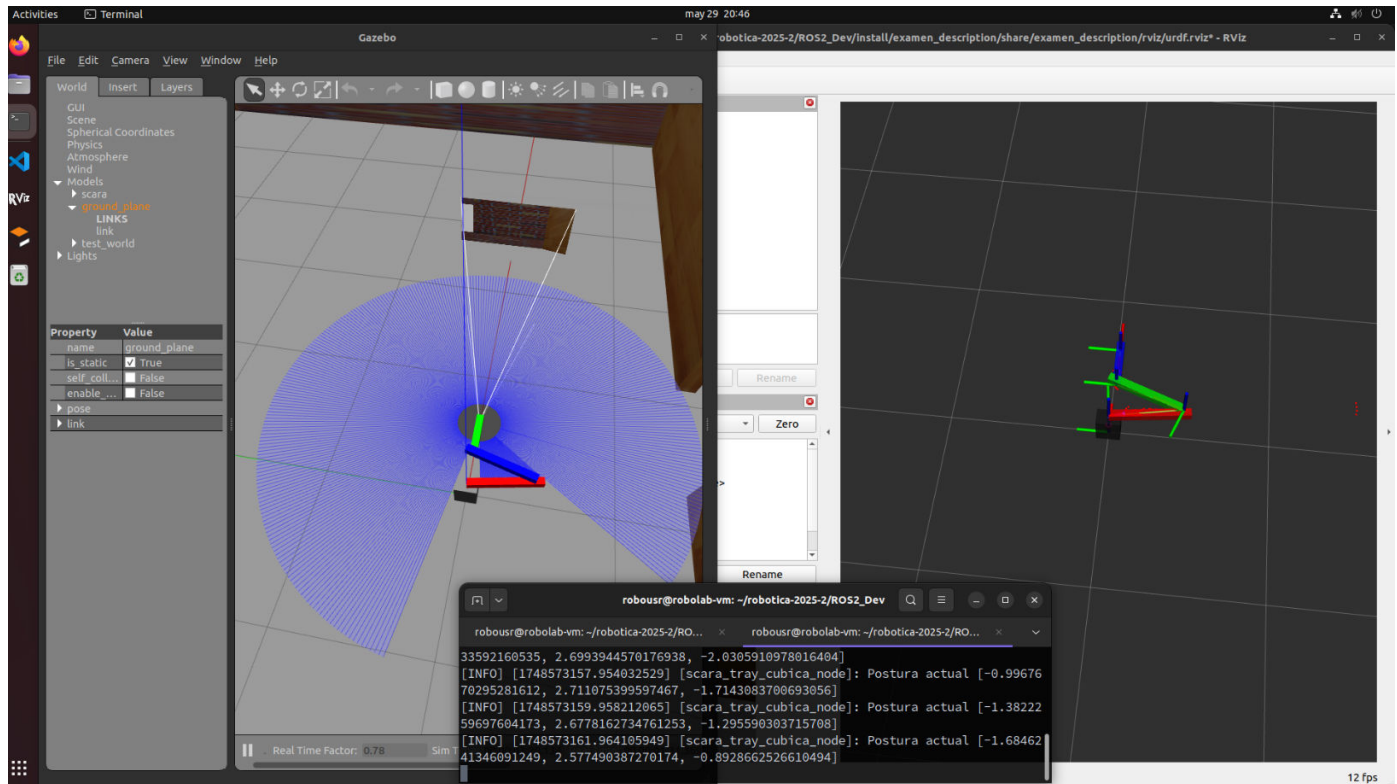 Activities
Terminal
may 29 20:46
Gazebo
File Edit Camera View Window Help
World Insert Layers
GUI
Scene
Spherical Coordinates
Physics
Atmosphere
Wind
Models
scara
ground_plane
LINKS
link
test_world
Lights
Property Value
name ground_plane
is_static True
self_coll... False
enable_... False
pose
link
Real Time Factor: 0.78 Sim T
obotica-2025-2/ROS2_Dev/install/examen_description/share/examen_description/rviz/urdf.rviz* - RViz
Rename
Zero
Rename
12 fps
RViz
robousr@robolab-vm: ~/robotica-2025-2/ROS2_Dev
robousr@robolab-vm: ~/robotica-2025-2/RO...
robousr@robolab-vm: ~/robotica-2025-2/RO...
33592160535, 2.6993944570176938, -2.0305910978016404]
[INFO] [1748573157.954032529] [scara_tray_cubica_node]: Postura actual [-0.99676
70295281612, 2.711075399597467, -1.7143083700693056]
[INFO] [1748573159.958212065] [scara_tray_cubica_node]: Postura actual [-1.38222
59697604173, 2.6778162734761253, -1.295590303715708]
[INFO] [1748573161.964105949] [scara_tray_cubica_node]: Postura actual [-1.68462
41346091249, 2.577490387270174, -0.8928662526610494]